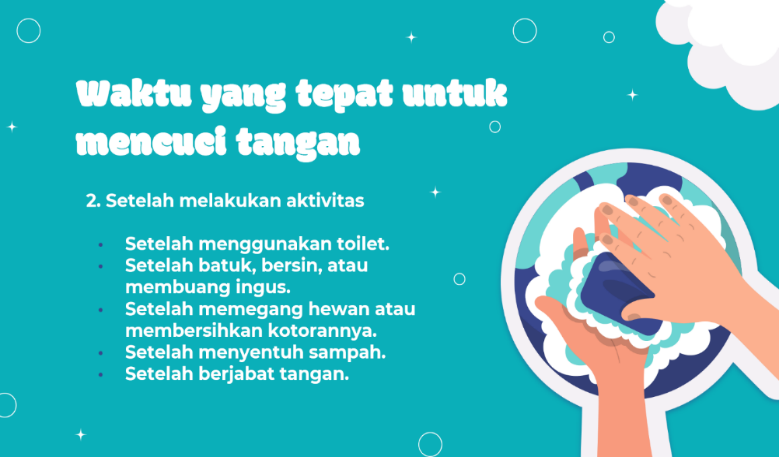 Waktu yang tepat untuk
mencuci tangan
2. Setelah melakukan aktivitas
• Setelah menggunakan toilet.
• Setelah batuk, bersin, atau
membuang ingus.
• Setelah memegang hewan atau
membersihkan kotorannya.
• Setelah menyentuh sampah.
• Setelah berjabat tangan.